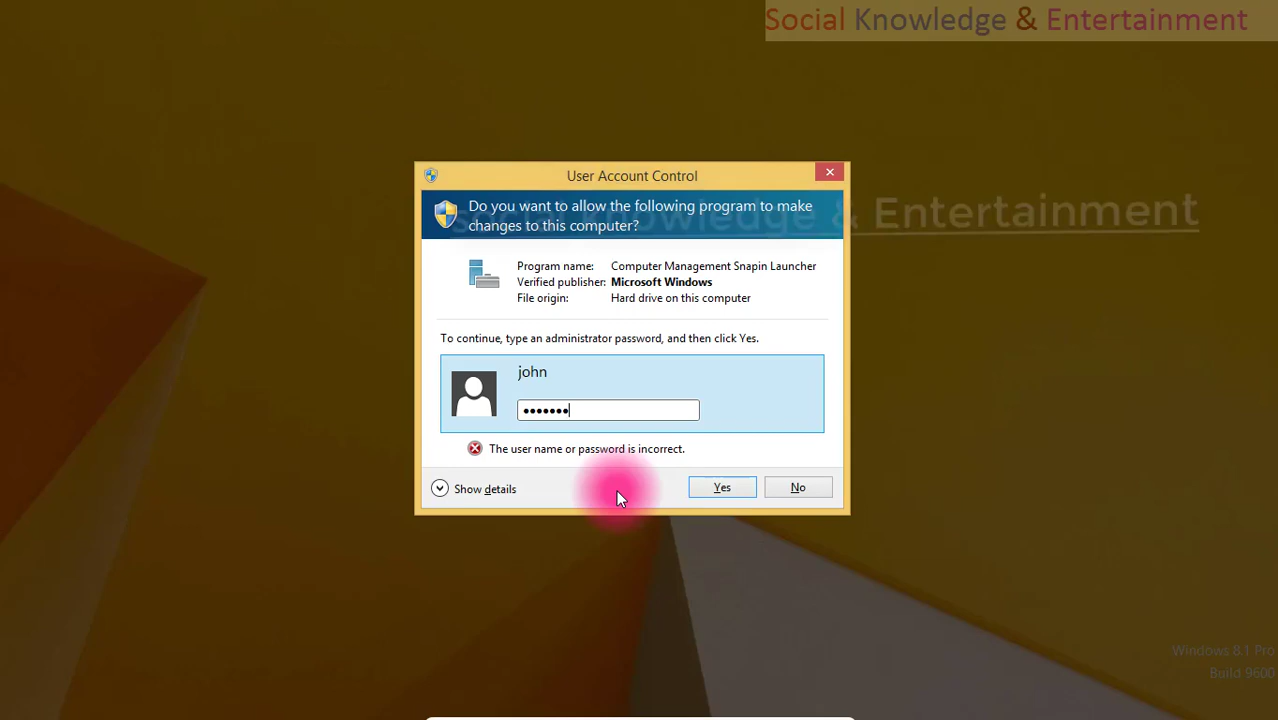 Social Knowledge & Entertainment
User Account Control
Do you want to allow the following program to make
changes to this computer?
social knowledge & Entertainment
Program name: Computer Management Snapin Launcher
Verified publisher: Microsoft Windows
File origin: Hard drive on this computer
To continue, type an administrator password, and then click Yes.
john
•••••••
The user name or password is incorrect.
Show details
Yes
No
Windows 8.1 Pro
Build 9600